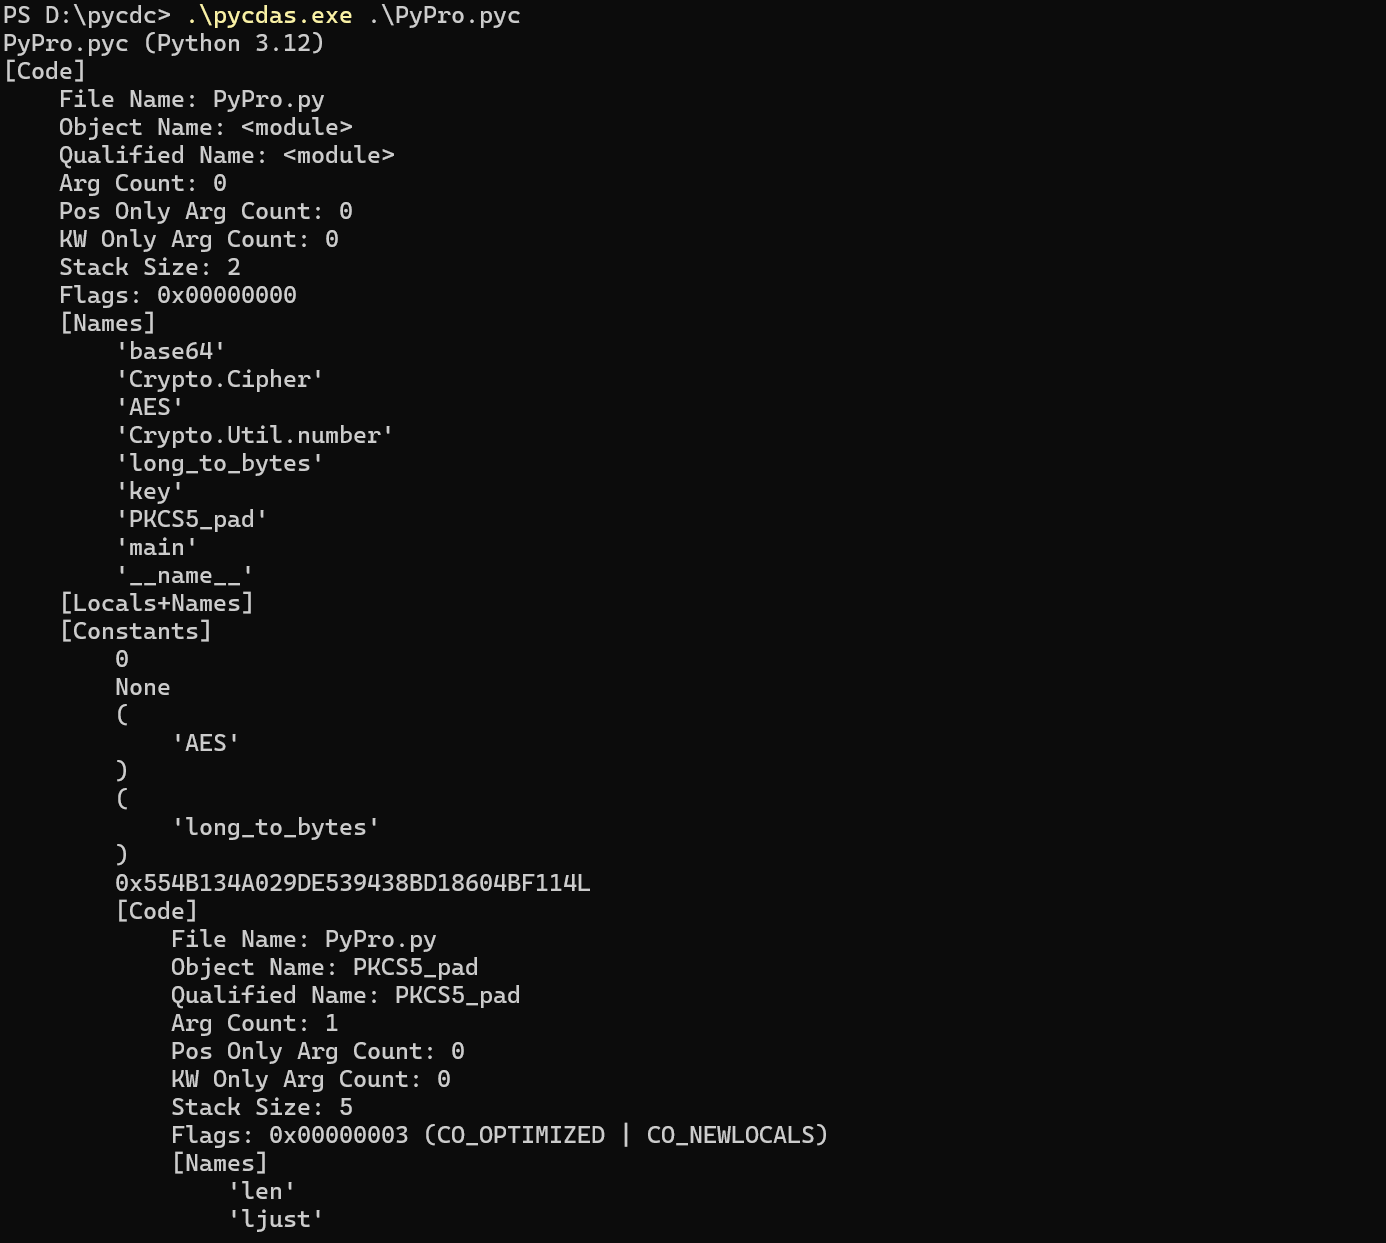 PS D:\pycdc> .\pycdas.exe .\PyPro.pyc
PyPro.pyc (Python 3.12)
[Code]
    File Name: PyPro.py
    Object Name: <module>
    Qualified Name: <module>
    Arg Count: 0
    Pos Only Arg Count: 0
    KW Only Arg Count: 0
    Stack Size: 2
    Flags: 0x00000000
    [Names]
        'base64'
        'Crypto.Cipher'
        'AES'
        'Crypto.Util.number'
        'long_to_bytes'
        'key'
        'PKCS5_pad'
        'main'
        '__name__'
    [Locals+Names]
    [Constants]
        0
        None
        (
            'AES'
        )
        (
            'long_to_bytes'
        )
        0x554B134A029DE539438BD18604BF114L
        [Code]
            File Name: PyPro.py
            Object Name: PKCS5_pad
            Qualified Name: PKCS5_pad
            Arg Count: 1
            Pos Only Arg Count: 0
            KW Only Arg Count: 0
            Stack Size: 5
            Flags: 0x00000003 (CO_OPTIMIZED | CO_NEWLOCALS)
            [Names]
                'len'
                'ljust'